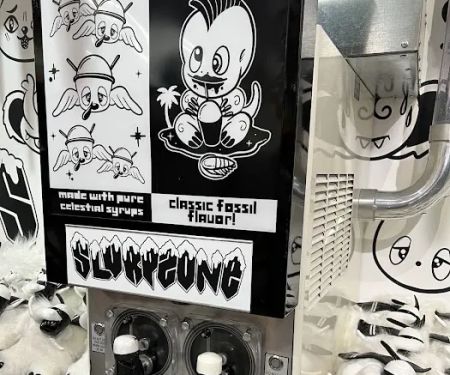 made with pure
celestial syrups
classic fossil
flavor!
SLURPZONE